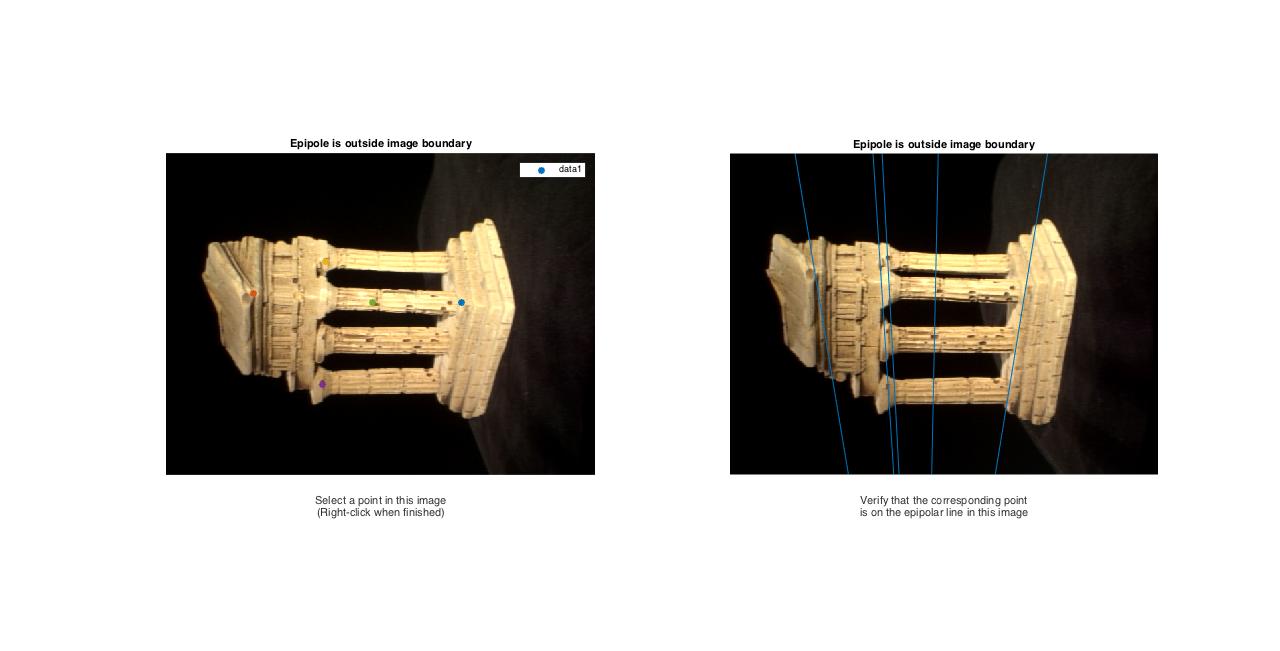 Epipole is outside image boundary
data1
Select a point in this image
(Right-click when finished)
Epipole is outside image boundary
Verify that the corresponding point
is on the epipolar line in this image